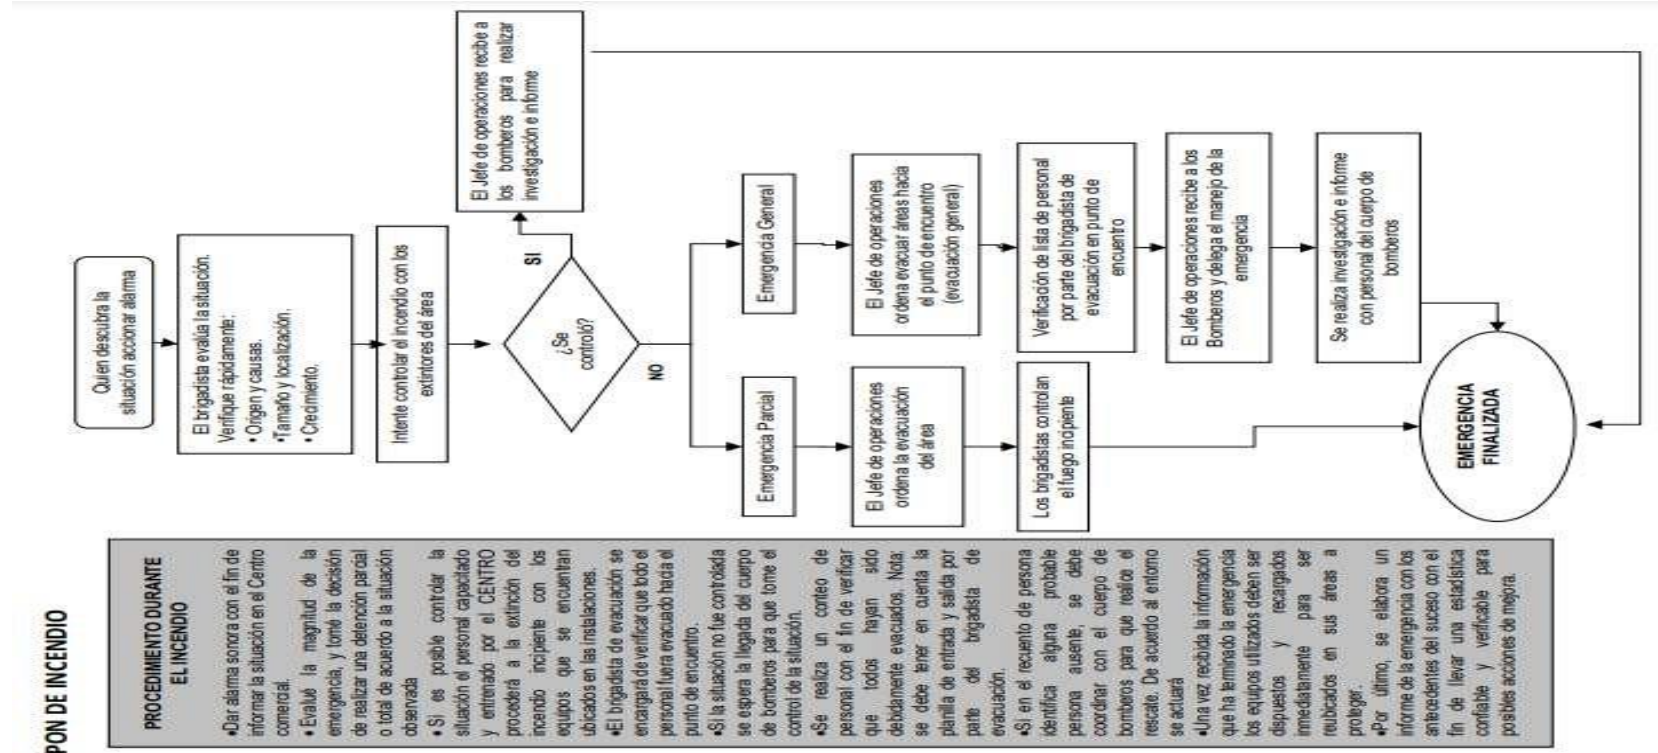 PON DE INCENDIO
PROCEDIMIENTO DURANTE
EL INCENDIO
•Dar alarma sonora con el fin de
informar la situación en el Centro
comercial.
• Evalué la magnitud de la
emergencia, y tomé la decisión
de realizar una detención parcial
o total de acuerdo a la situación
observada
• Si es posible controlar la
situación el personal capacitado
y entrenado por el CENTRO
procederá a la extinción del
incendio incipiente con los
equipos que se encuentran
ubicados en las instalaciones.
•El brigadista de evacuación se
encargará de verificar que todo el
personal fuera evacuado hacia el
punto de encuentro.
•Si la situación no fue controlada
se espera la llegada del cuerpo
de bomberos para que tome el
control de la situación.
•Se realiza un conteo de
personal con el fin de verificar
que todos hayan sido
debidamente evacuados. Nota:
se debe tener en cuenta la
planilla de entrada y salida por
parte del brigadista de
evacuación.
•Si en el recuento de persona
identifica alguna probable
persona ausente, se debe
coordinar con el cuerpo de
bomberos para que realice el
rescate. De acuerdo al entorno
se actuará
•Una vez recibida la información
que ha terminado la emergencia
los equipos utilizados deben ser
dispuestos y recargados
inmediatamente para ser
reubicados en sus áreas a
proteger.
•Por último, se elabora un
informe de la emergencia con los
antecedentes del suceso con el
fin de llevar una estadística
confiable y verificable para
posibles acciones de mejora.
Quien descubra la
situación accionar alarma
El brigadista evalúa la situación.
Verifique rápidamente:
• Origen y causas.
•Tamaño y localización.
• Crecimiento.
Intente controlar el incendio con los
extintores del área
¿Se
controló?
SI
El Jefe de operaciones recibe a
los bomberos para realizar
investigación e informe
NO
Emergencia Parcial
El Jefe de operaciones
ordena la evacuación
del área
Los brigadistas controlan
el fuego incipiente
Emergencia General
El Jefe de operaciones
ordena evacuar áreas hacia
el punto de encuentro
(evacuación general)
Verificación de lista de personal
por parte del brigadista de
evacuación en punto de
encuentro
El Jefe de operaciones recibe a los
Bomberos y delega el manejo de la
emergencia
Se realiza investigación e informe
con personal del cuerpo de
bomberos
EMERGENCIA
FINALIZADA